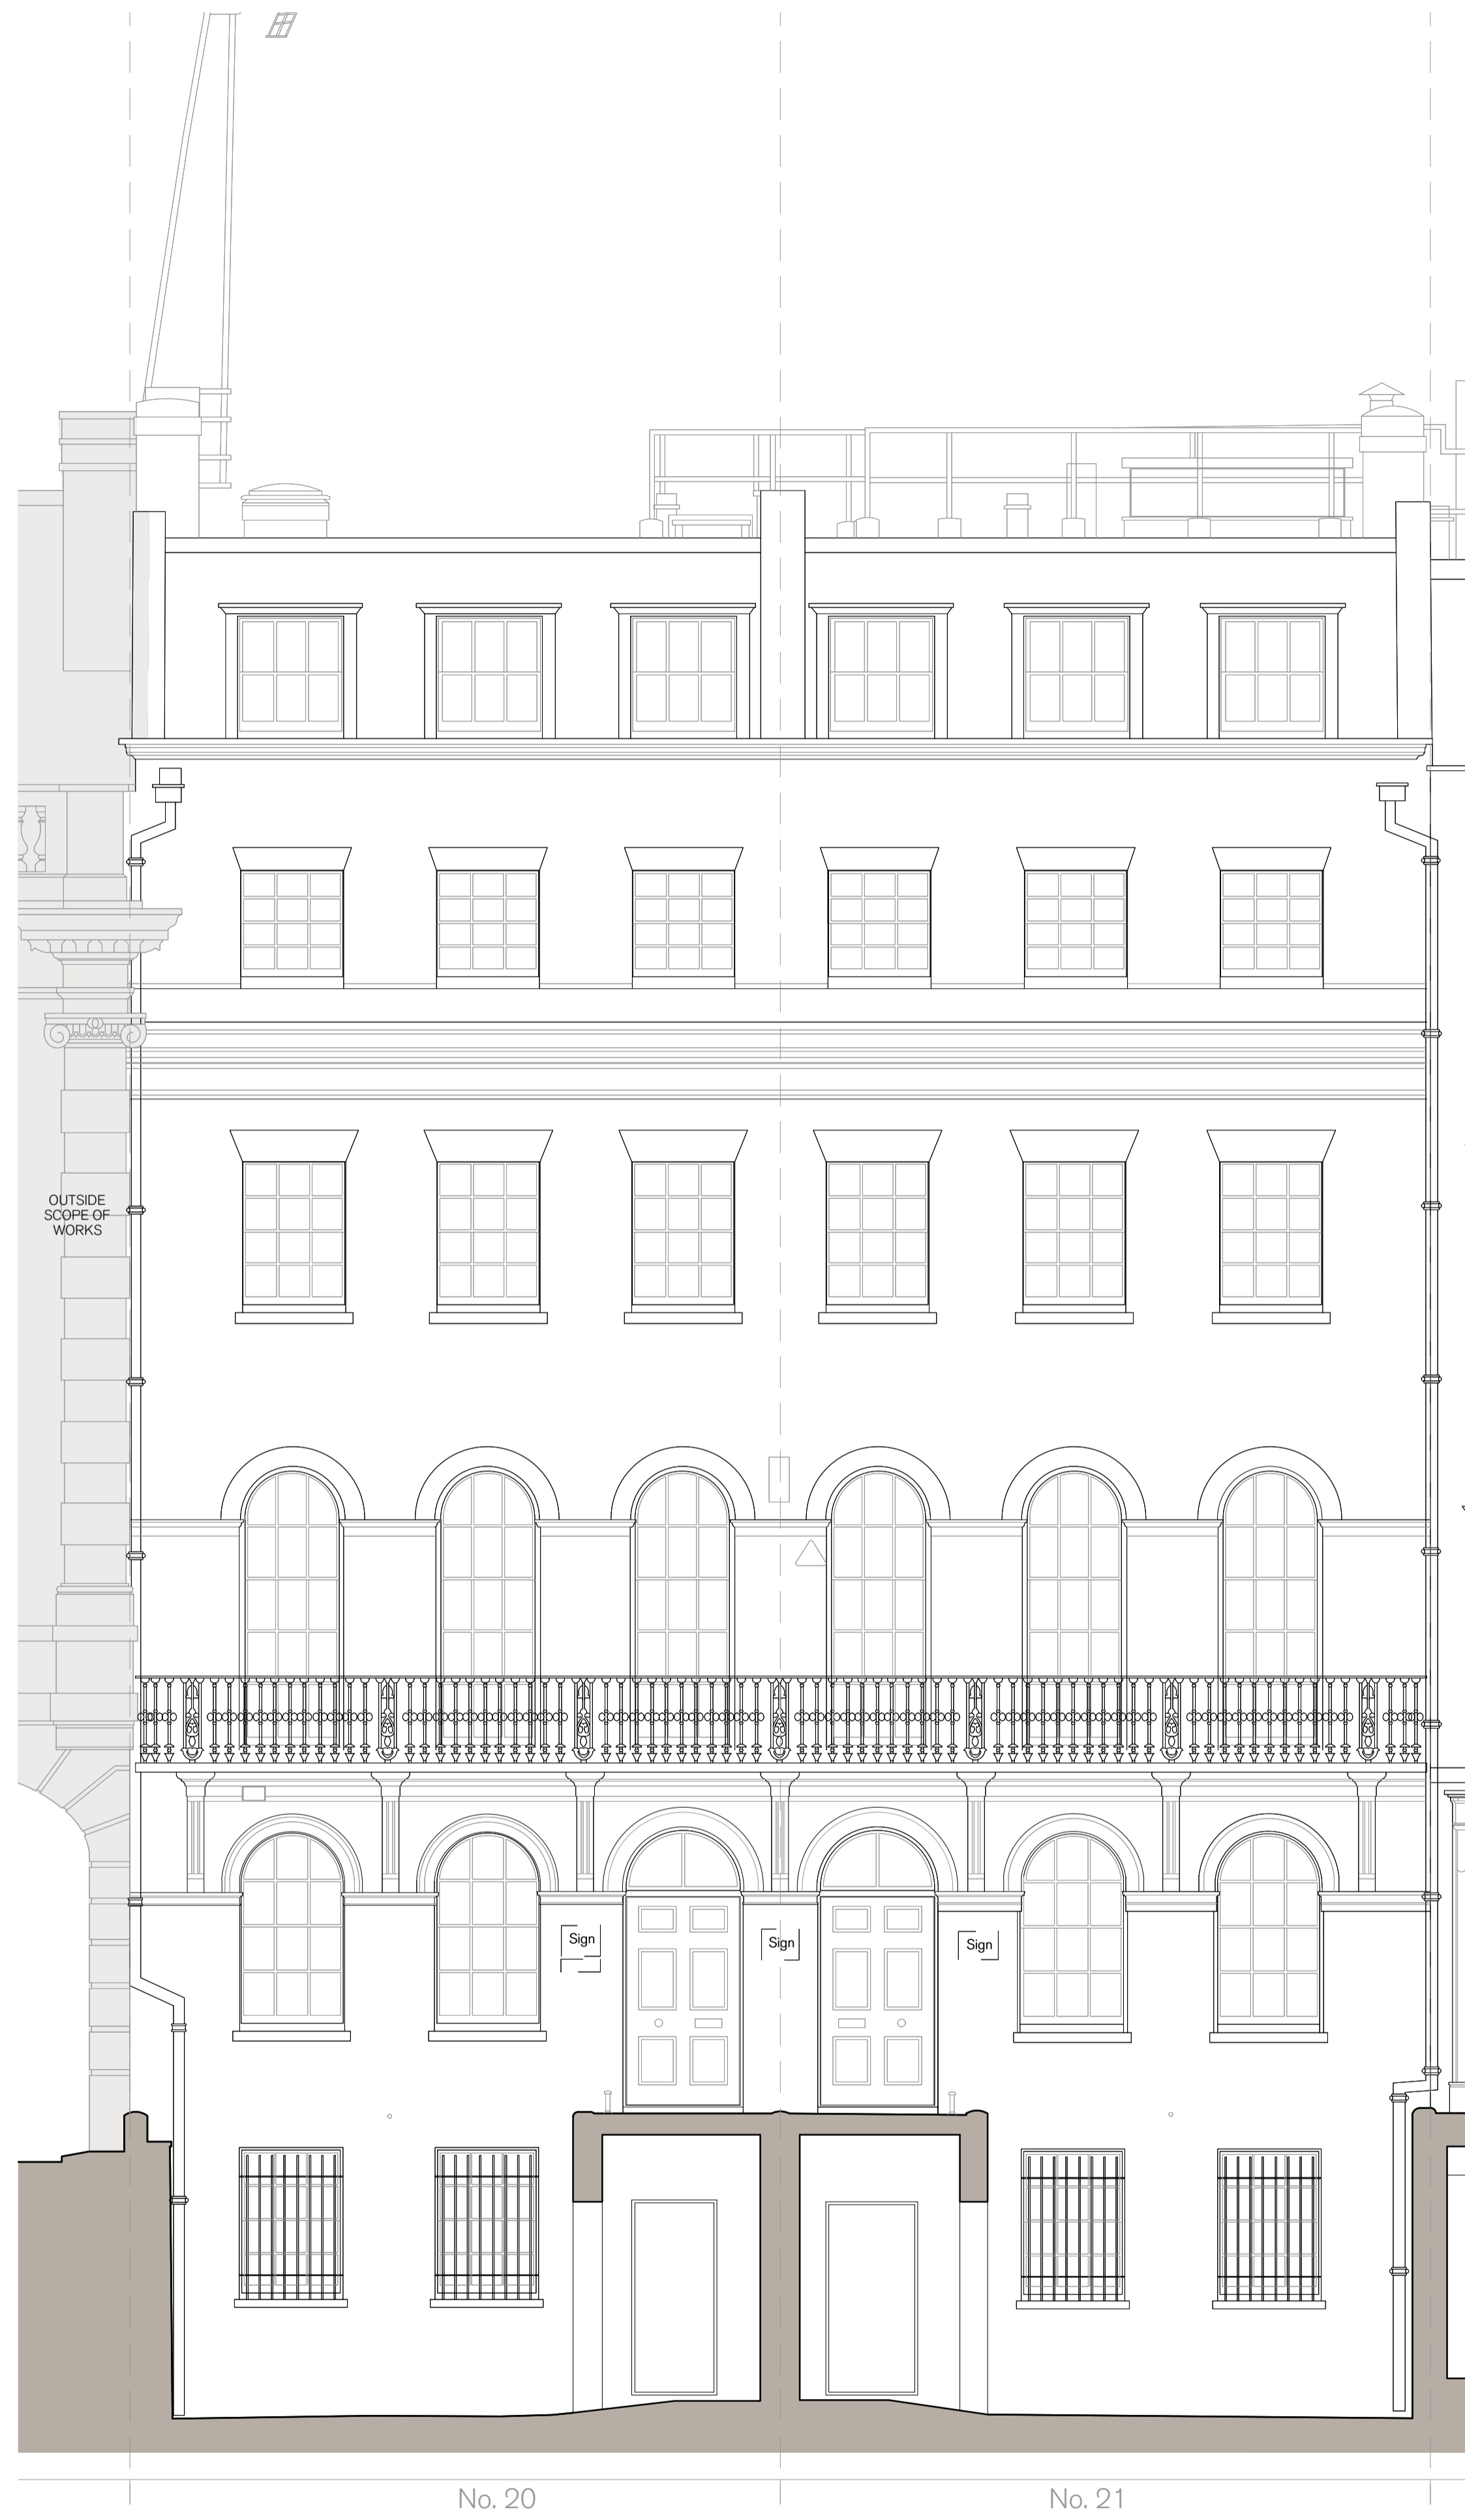 OUTSIDE
SCOPE OF
WORKS
Sign
Sign
Sign
No. 20
No. 21